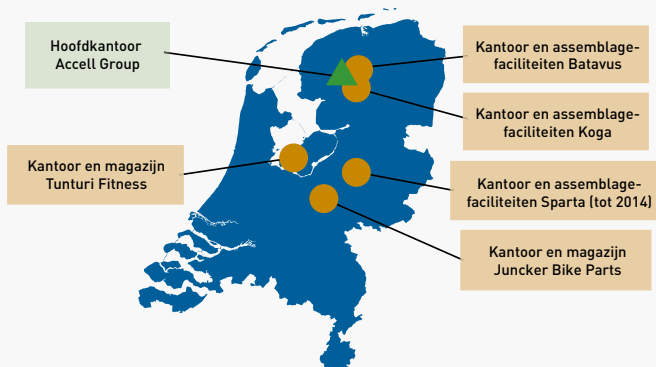 Hoofdkantoor
Accell Group
Kantoor en assemblage-
faciliteiten Batavus
Kantoor en assemblage-
faciliteiten Koga
Kantoor en magazijn
Tunturi Fitness
Kantoor en assemblage-
faciliteiten Sparta (tot 2014)
Kantoor en magazijn
Juncker Bike Parts